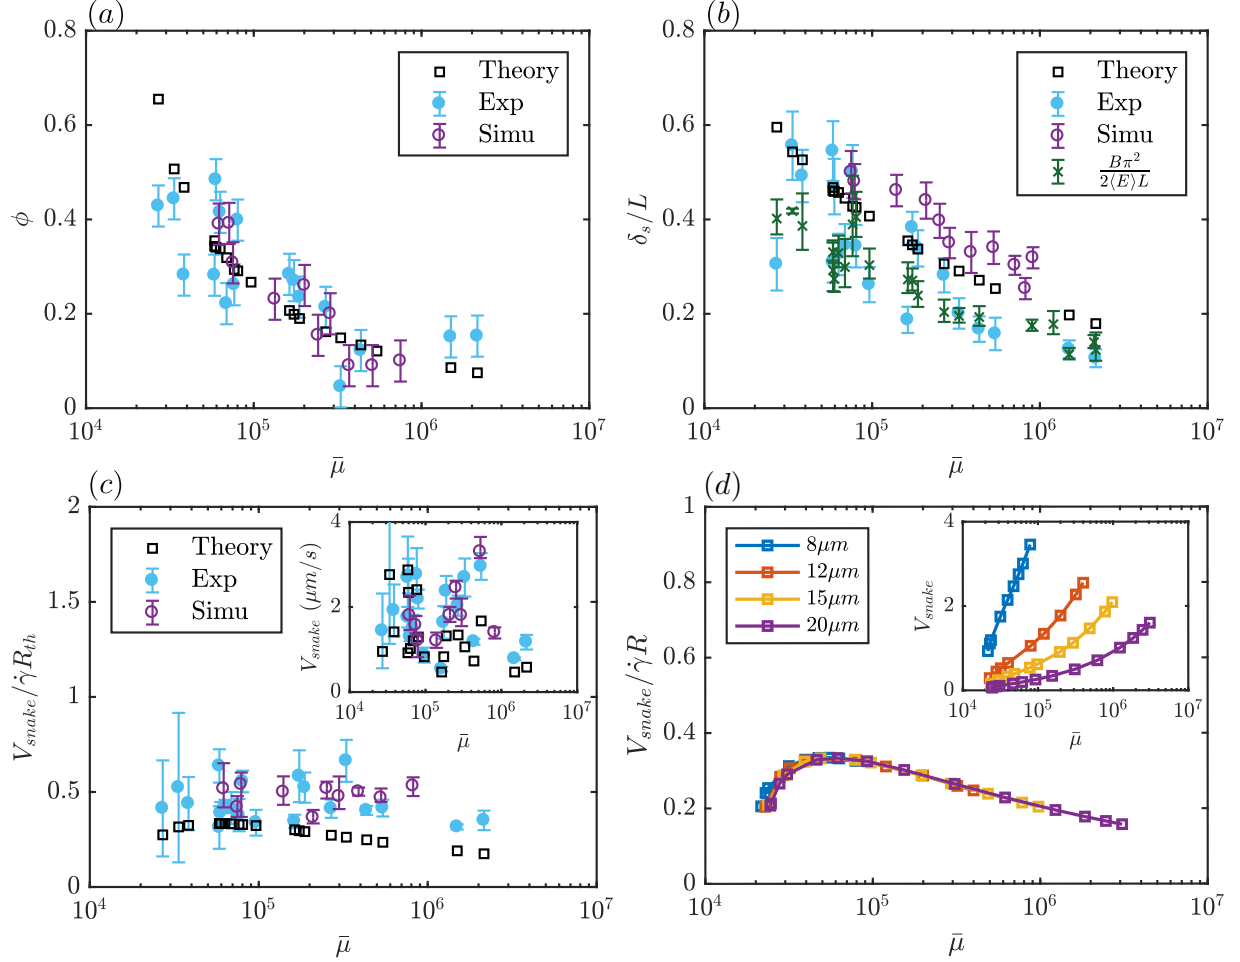 (a)
0.8
0.6
0.4
0.2
0
ϕ
Theory
Exp
Simu
10^4
10^5
10^6
10^7
μ̄
(b)
0.8
0.6
0.4
0.2
0
δ_s/L
Theory
Exp
Simu
Bπ^2
2⟨E⟩L
10^4
10^5
10^6
10^7
μ̄
(c)
2
1.5
1
0.5
0
V_snake/γ̇R_th
Theory
Exp
Simu
4
2
0
V_snake (μm/s)
10^4
10^5
10^6
10^7
μ̄
10^4
10^5
10^6
10^7
μ̄
(d)
1
0.8
0.6
0.4
0.2
0
V_snake/γ̇R
8μm
12μm
15μm
20μm
4
2
0
V_snake
10^4
10^5
10^6
10^7
μ̄
10^4
10^5
10^6
10^7
μ̄